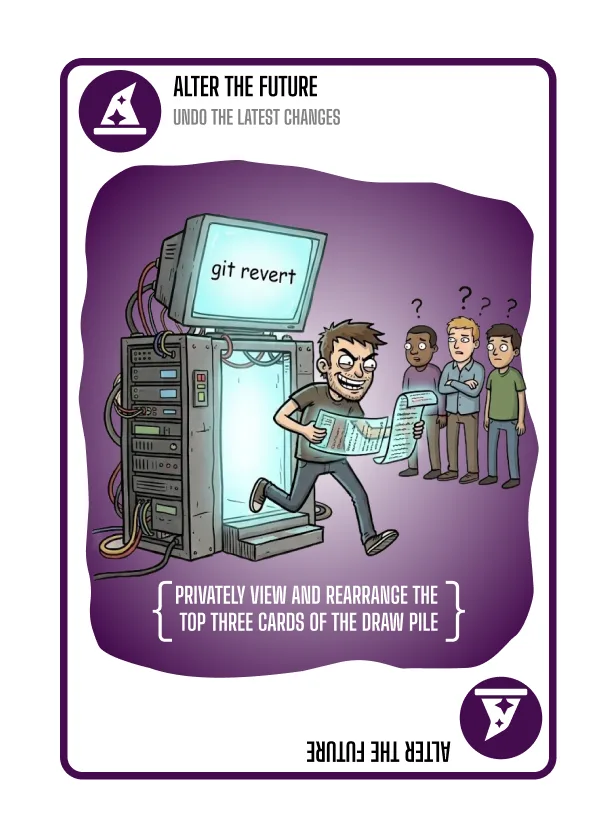 ALTER THE FUTURE
UNDO THE LATEST CHANGES
git revert
? ? ? ?
{PRIVATELY VIEW AND REARRANGE THE
TOP THREE CARDS OF THE DRAW PILE}
ALTER THE FUTURE